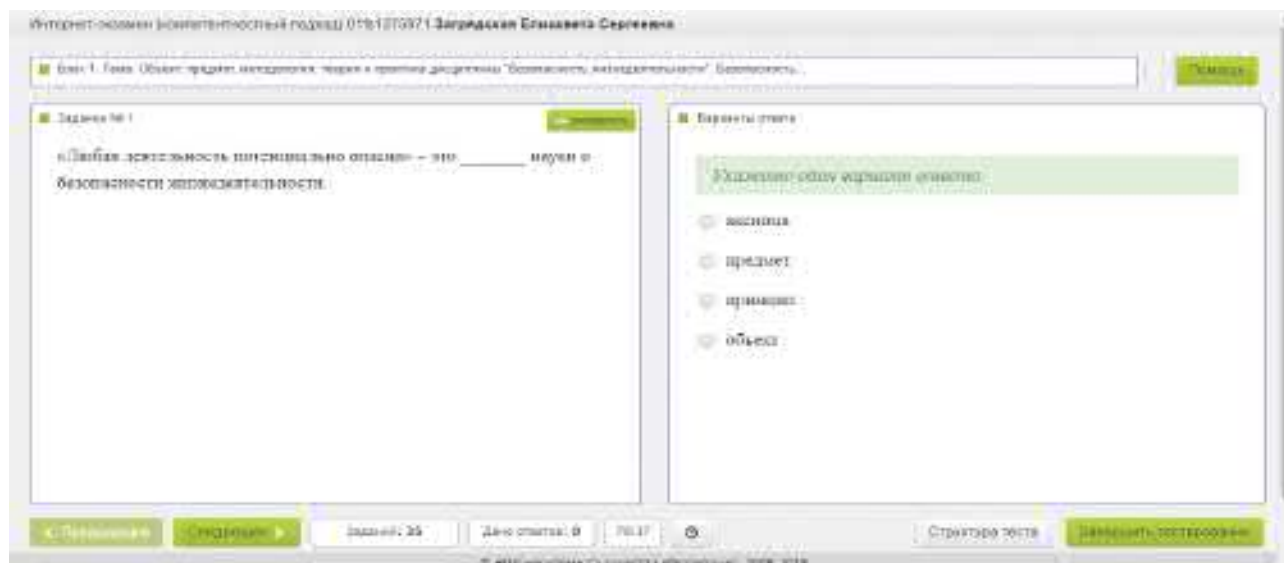 Интернет-экзамен (компетентностный подход) Загрядская Елизавета Сергеевна
Блок 1. Тема: Объект, предмет, методология, теория и практика дисциплины "Безопасность жизнедеятельности". Безопасность...
Помощь
Задание № 1
«Любая деятельность потенциально опасна» – это _______ науки о
безопасности жизнедеятельности.
Варианты ответа
Укажите один вариант ответа
аксиома
предмет
принцип
объект
Предыдущее
Следующее
Заданий: 35
Дано ответов: 0
Структура теста
Завершить тестирование